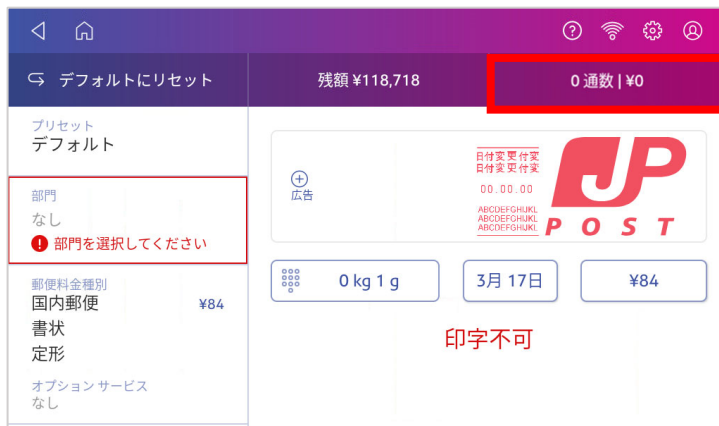 デフォルトにリセット
残額 ¥118,718
0 通数 | ¥0
プリセット
デフォルト
部門
なし
部門を選択してください
郵便料金種別
国内郵便 ¥84
書状
定形
オプション サービス
なし
広告
日付変更付変
日付変更付変
00.00.00
ABCDEFGHIJKL
ABCDEFGHIJKL
ABCDEFGHIJKL
JP
POST
0 kg 1 g
3月 17日
¥84
印字不可